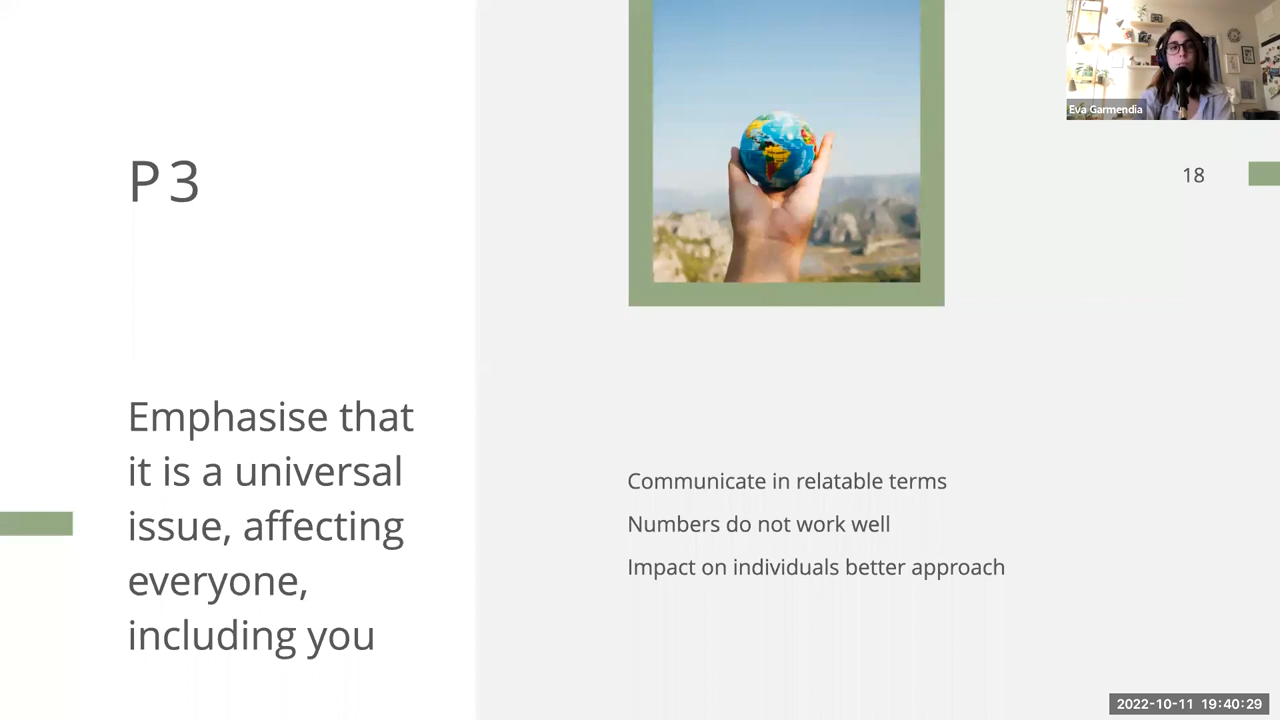 P3
Emphasise that
it is a universal
issue, affecting
everyone,
including you
Communicate in relatable terms
Numbers do not work well
Impact on individuals better approach
Eva Garmendia
18
2022-10-11 19:40:29